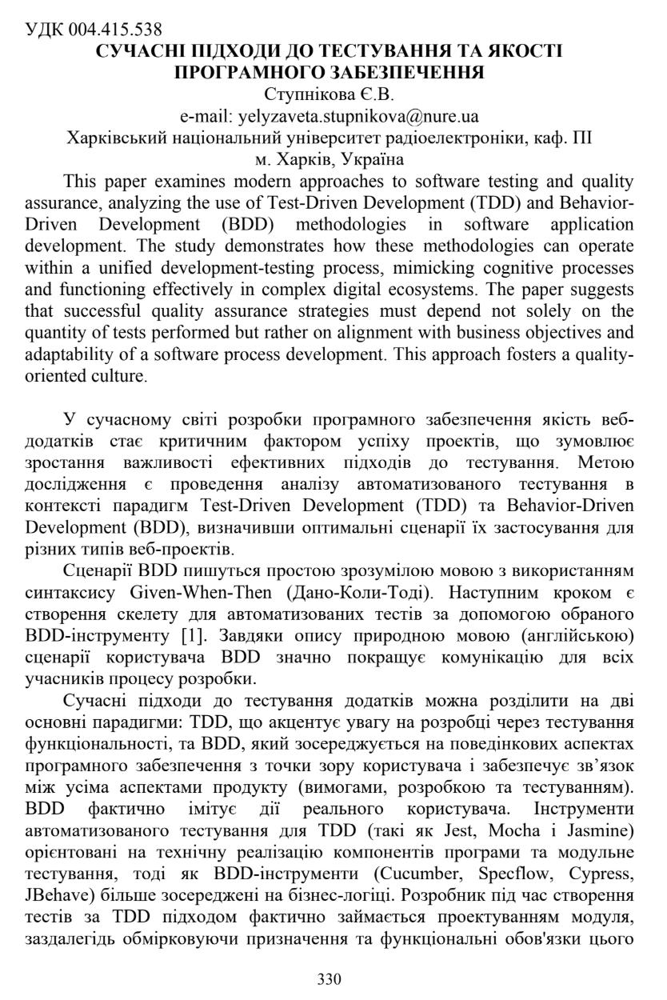 УДК 004.415.538
СУЧАСНІ ПІДХОДИ ДО ТЕСТУВАННЯ ТА ЯКОСТІ
ПРОГРАМНОГО ЗАБЕЗПЕЧЕННЯ
Ступнікова Є.В.
e-mail: yelyzaveta.stupnikova@nure.ua
Харківський національний університет радіоелектроніки, каф. ПІ
м. Харків, Україна
This paper examines modern approaches to software testing and quality
assurance, analyzing the use of Test-Driven Development (TDD) and Behavior-
Driven Development (BDD) methodologies in software application
development. The study demonstrates how these methodologies can operate
within a unified development-testing process, mimicking cognitive processes
and functioning effectively in complex digital ecosystems. The paper suggests
that successful quality assurance strategies must depend not solely on the
quantity of tests performed but rather on alignment with business objectives and
adaptability of a software process development. This approach fosters a quality-
oriented culture.
У сучасному світі розробки програмного забезпечення якість веб-
додатків стає критичним фактором успіху проектів, що зумовлює
зростання важливості ефективних підходів до тестування. Метою
дослідження є проведення аналізу автоматизованого тестування в
контексті парадигм Test-Driven Development (TDD) та Behavior-Driven
Development (BDD), визначивши оптимальні сценарії їх застосування для
різних типів веб-проектів.
Сценарії BDD пишуться простою зрозумілою мовою з використанням
синтаксису Given-When-Then (Дано-Коли-Тоді). Наступним кроком є
створення скелету для автоматизованих тестів за допомогою обраного
BDD-інструменту [1]. Завдяки опису природною мовою (англійською)
сценарії користувача BDD значно покращує комунікацію для всіх
учасників процесу розробки.
Сучасні підходи до тестування додатків можна розділити на дві
основні парадигми: TDD, що акцентує увагу на розробці через тестування
функціональності, та BDD, який зосереджується на поведінкових аспектах
програмного забезпечення з точки зору користувача і забезпечує зв’язок
між усіма аспектами продукту (вимогами, розробкою та тестуванням).
BDD фактично імітує дії реального користувача. Інструменти
автоматизованого тестування для TDD (такі як Jest, Mocha і Jasmine)
орієнтовані на технічну реалізацію компонентів програми та модульне
тестування, тоді як BDD-інструменти (Cucumber, Specflow, Cypress,
JBehave) більше зосереджені на бізнес-логіці. Розробник під час створення
тестів за TDD підходом фактично займається проектуванням модуля,
заздалегідь обмірковуючи призначення та функціональні обов'язки цього
330